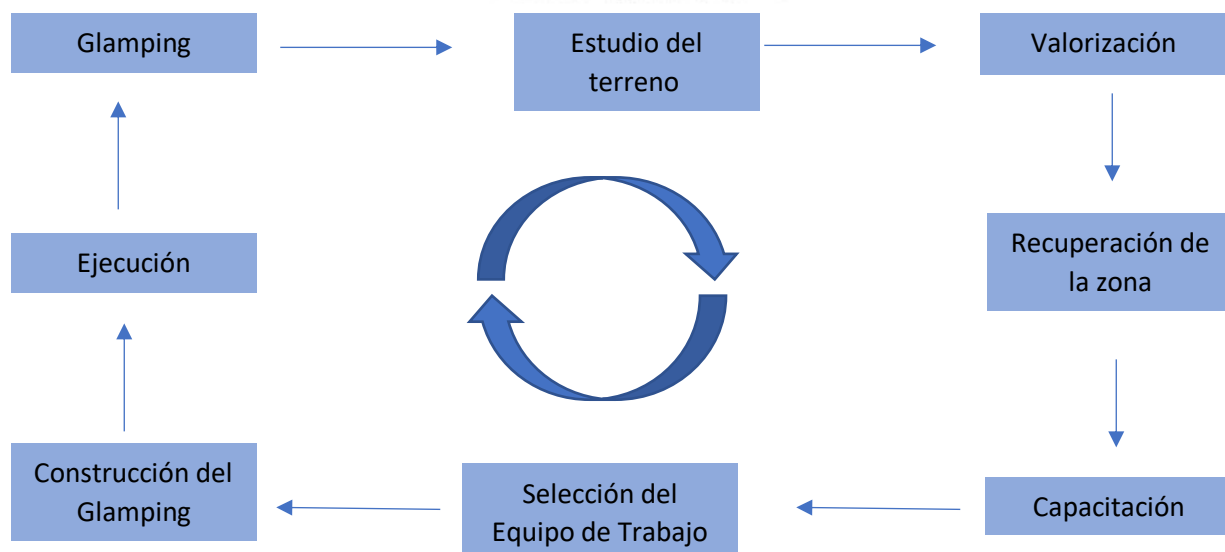 Glamping
Estudio del
terreno
Valorización
Recuperación de
la zona
Capacitación
Selección del
Equipo de Trabajo
Construcción del
Glamping
Ejecución